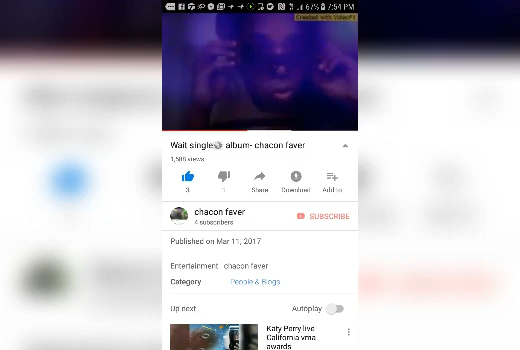 67% 7:54 PM
Created with VideoFX
Wait single💿 album- chacon faver
1,588 views
3
1
Share
Download
Add to
chacon faver
4 subscribers
SUBSCRIBE
Published on Mar 11, 2017
Entertainment chacon faver
Category People & Blogs
Up next
Autoplay
Katy Perry live
California vma
awards